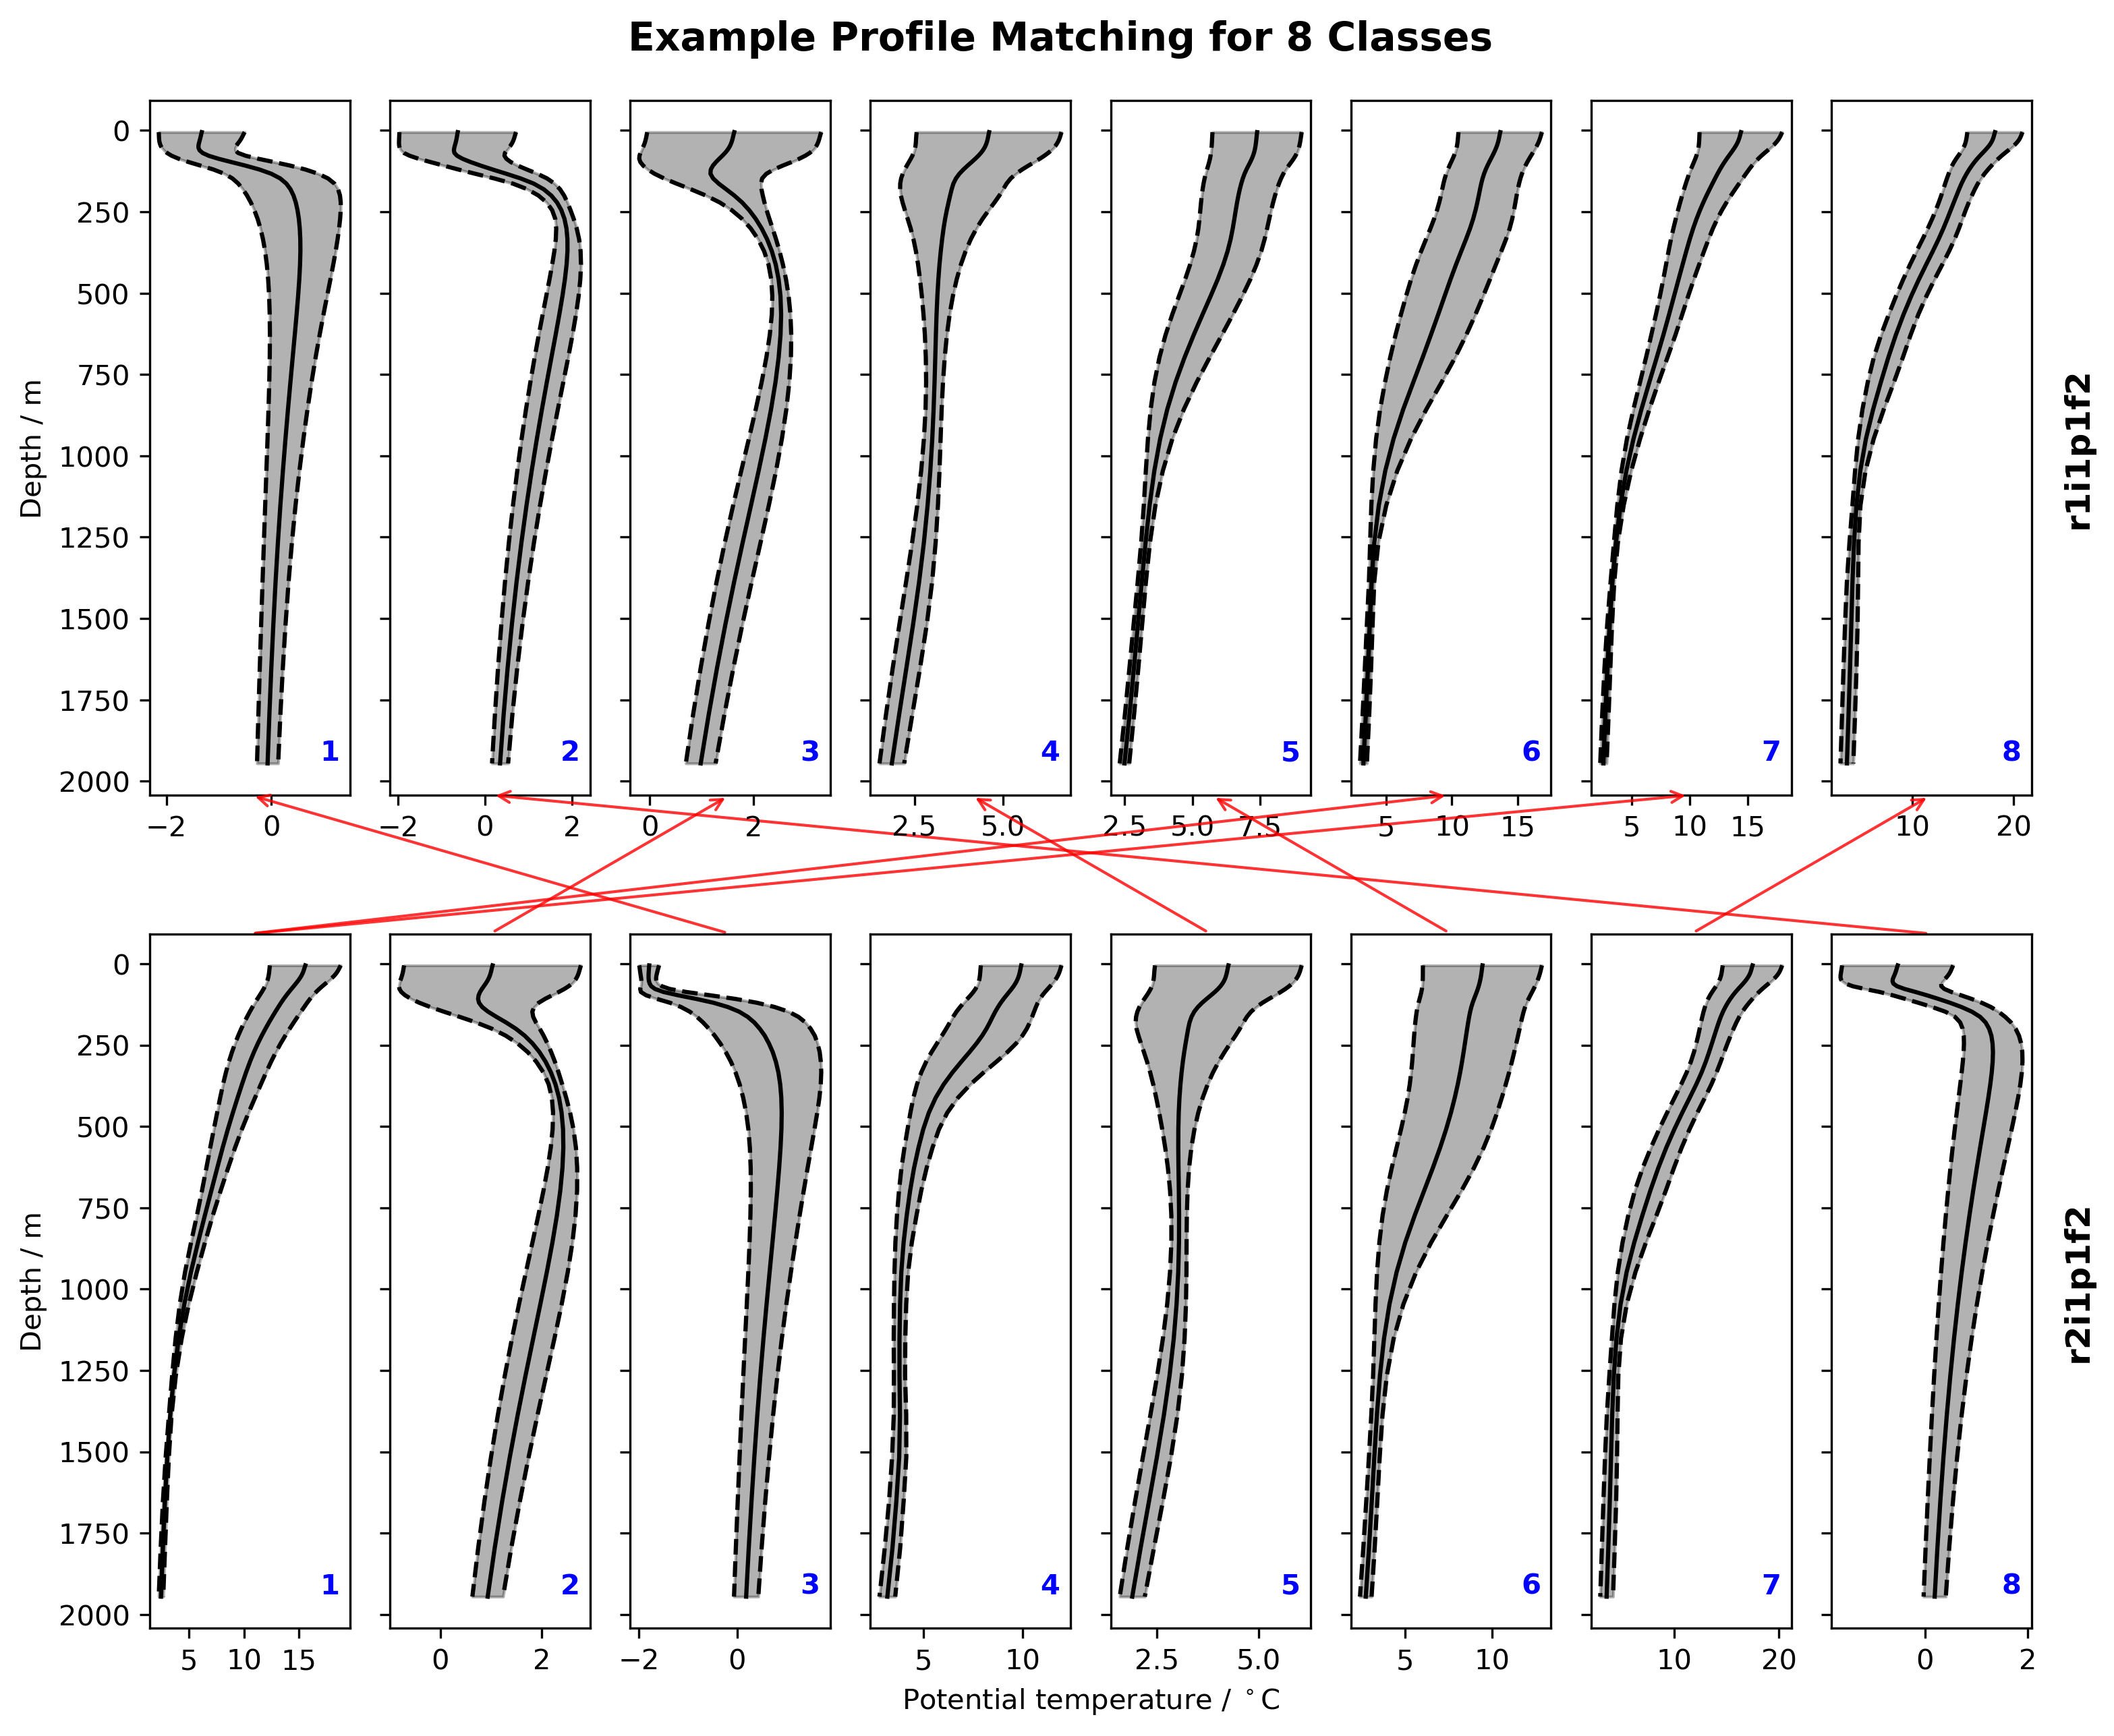 Example Profile Matching for 8 Classes
0
250
500
750
1000
1250
1500
1750
2000
Depth / m
1 2 3 4 5 6 7 8
r1i1p1f2
−2 0 −2 0 2 0 2 2.5 5.0 2.5 5.0 7.5 5 10 15 5 10 15 10 20
0
250
500
750
1000
1250
1500
1750
2000
Depth / m
1 2 3 4 5 6 7 8
r2i1p1f2
5 10 15 0 2 −2 0 5 10 2.5 5.0 5 10 10 20 0 2
Potential temperature / °C